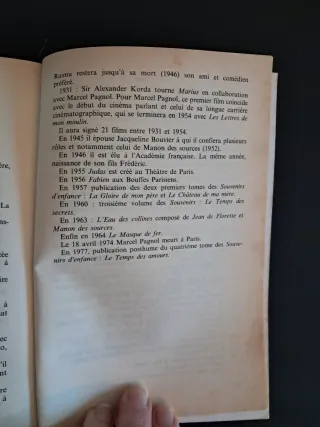 Raimu restera jusqu'à sa mort (1946) son ami et comédien
préféré.
1931 : Sir Alexander Korda tourne Marius en collaboration
avec Marcel Pagnol. Pour Marcel Pagnol, ce premier film coïncide
avec le début du cinéma parlant et celui de sa longue carrière
cinématographique, qui se terminera en 1954 avec Les Lettres de
mon moulin.
Il aura signé 21 films entre 1931 et 1954.
En 1945 il épouse Jacqueline Bouvier à qui il confiera plusieurs
rôles et notamment celui de Manon des sources (1952).
En 1946 il est élu à l'Académie française. La même année,
naissance de son fils Frédéric.
En 1955 Judas est créé au Théâtre de Paris.
En 1956 Fabien aux Bouffes Parisiens.
En 1957 publication des deux premiers tomes des Souvenirs
d'enfance : La Gloire de mon père et Le Château de ma mère.
En 1960 : troisième volume des Souvenirs : Le Temps des
secrets.
En 1963 : L'Eau des collines composé de Jean de Florette et
Manon des sources.
Enfin en 1964 Le Masque de fer.
Le 18 avril 1974 Marcel Pagnol meurt à Paris.
En 1977, publication posthume du quatrième tome des Souve-
nirs d'enfance : Le Temps des amours.